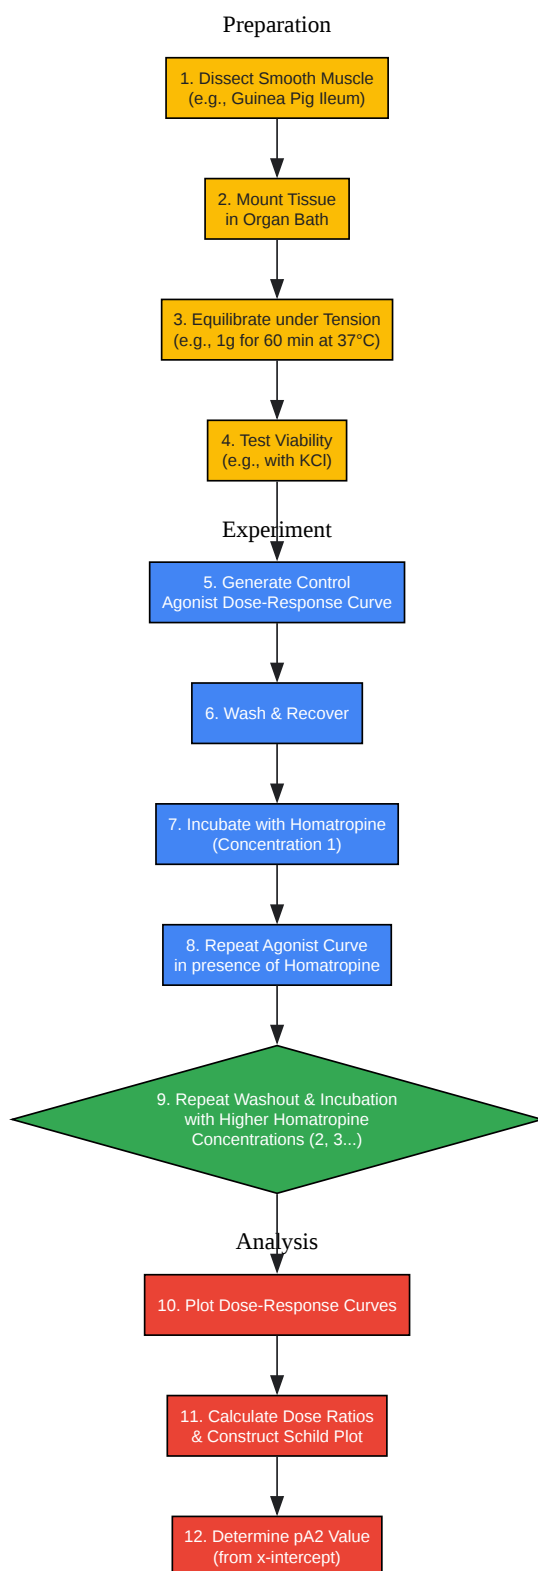 Preparation
1. Dissect Smooth Muscle
(e.g., Guinea Pig Ileum)
2. Mount Tissue
in Organ Bath
3. Equilibrate under Tension
(e.g., 1g for 60 min at 37°C)
4. Test Viability
(e.g., with KCl)
Experiment
5. Generate Control
Agonist Dose-Response Curve
6. Wash & Recover
7. Incubate with Homatropine
(Concentration 1)
8. Repeat Agonist Curve
in presence of Homatropine
9. Repeat Washout & Incubation
with Higher Homatropine
Concentrations (2, 3...)
Analysis
10. Plot Dose-Response Curves
11. Calculate Dose Ratios
& Construct Schild Plot
12. Determine pA2 Value
(from x-intercept)